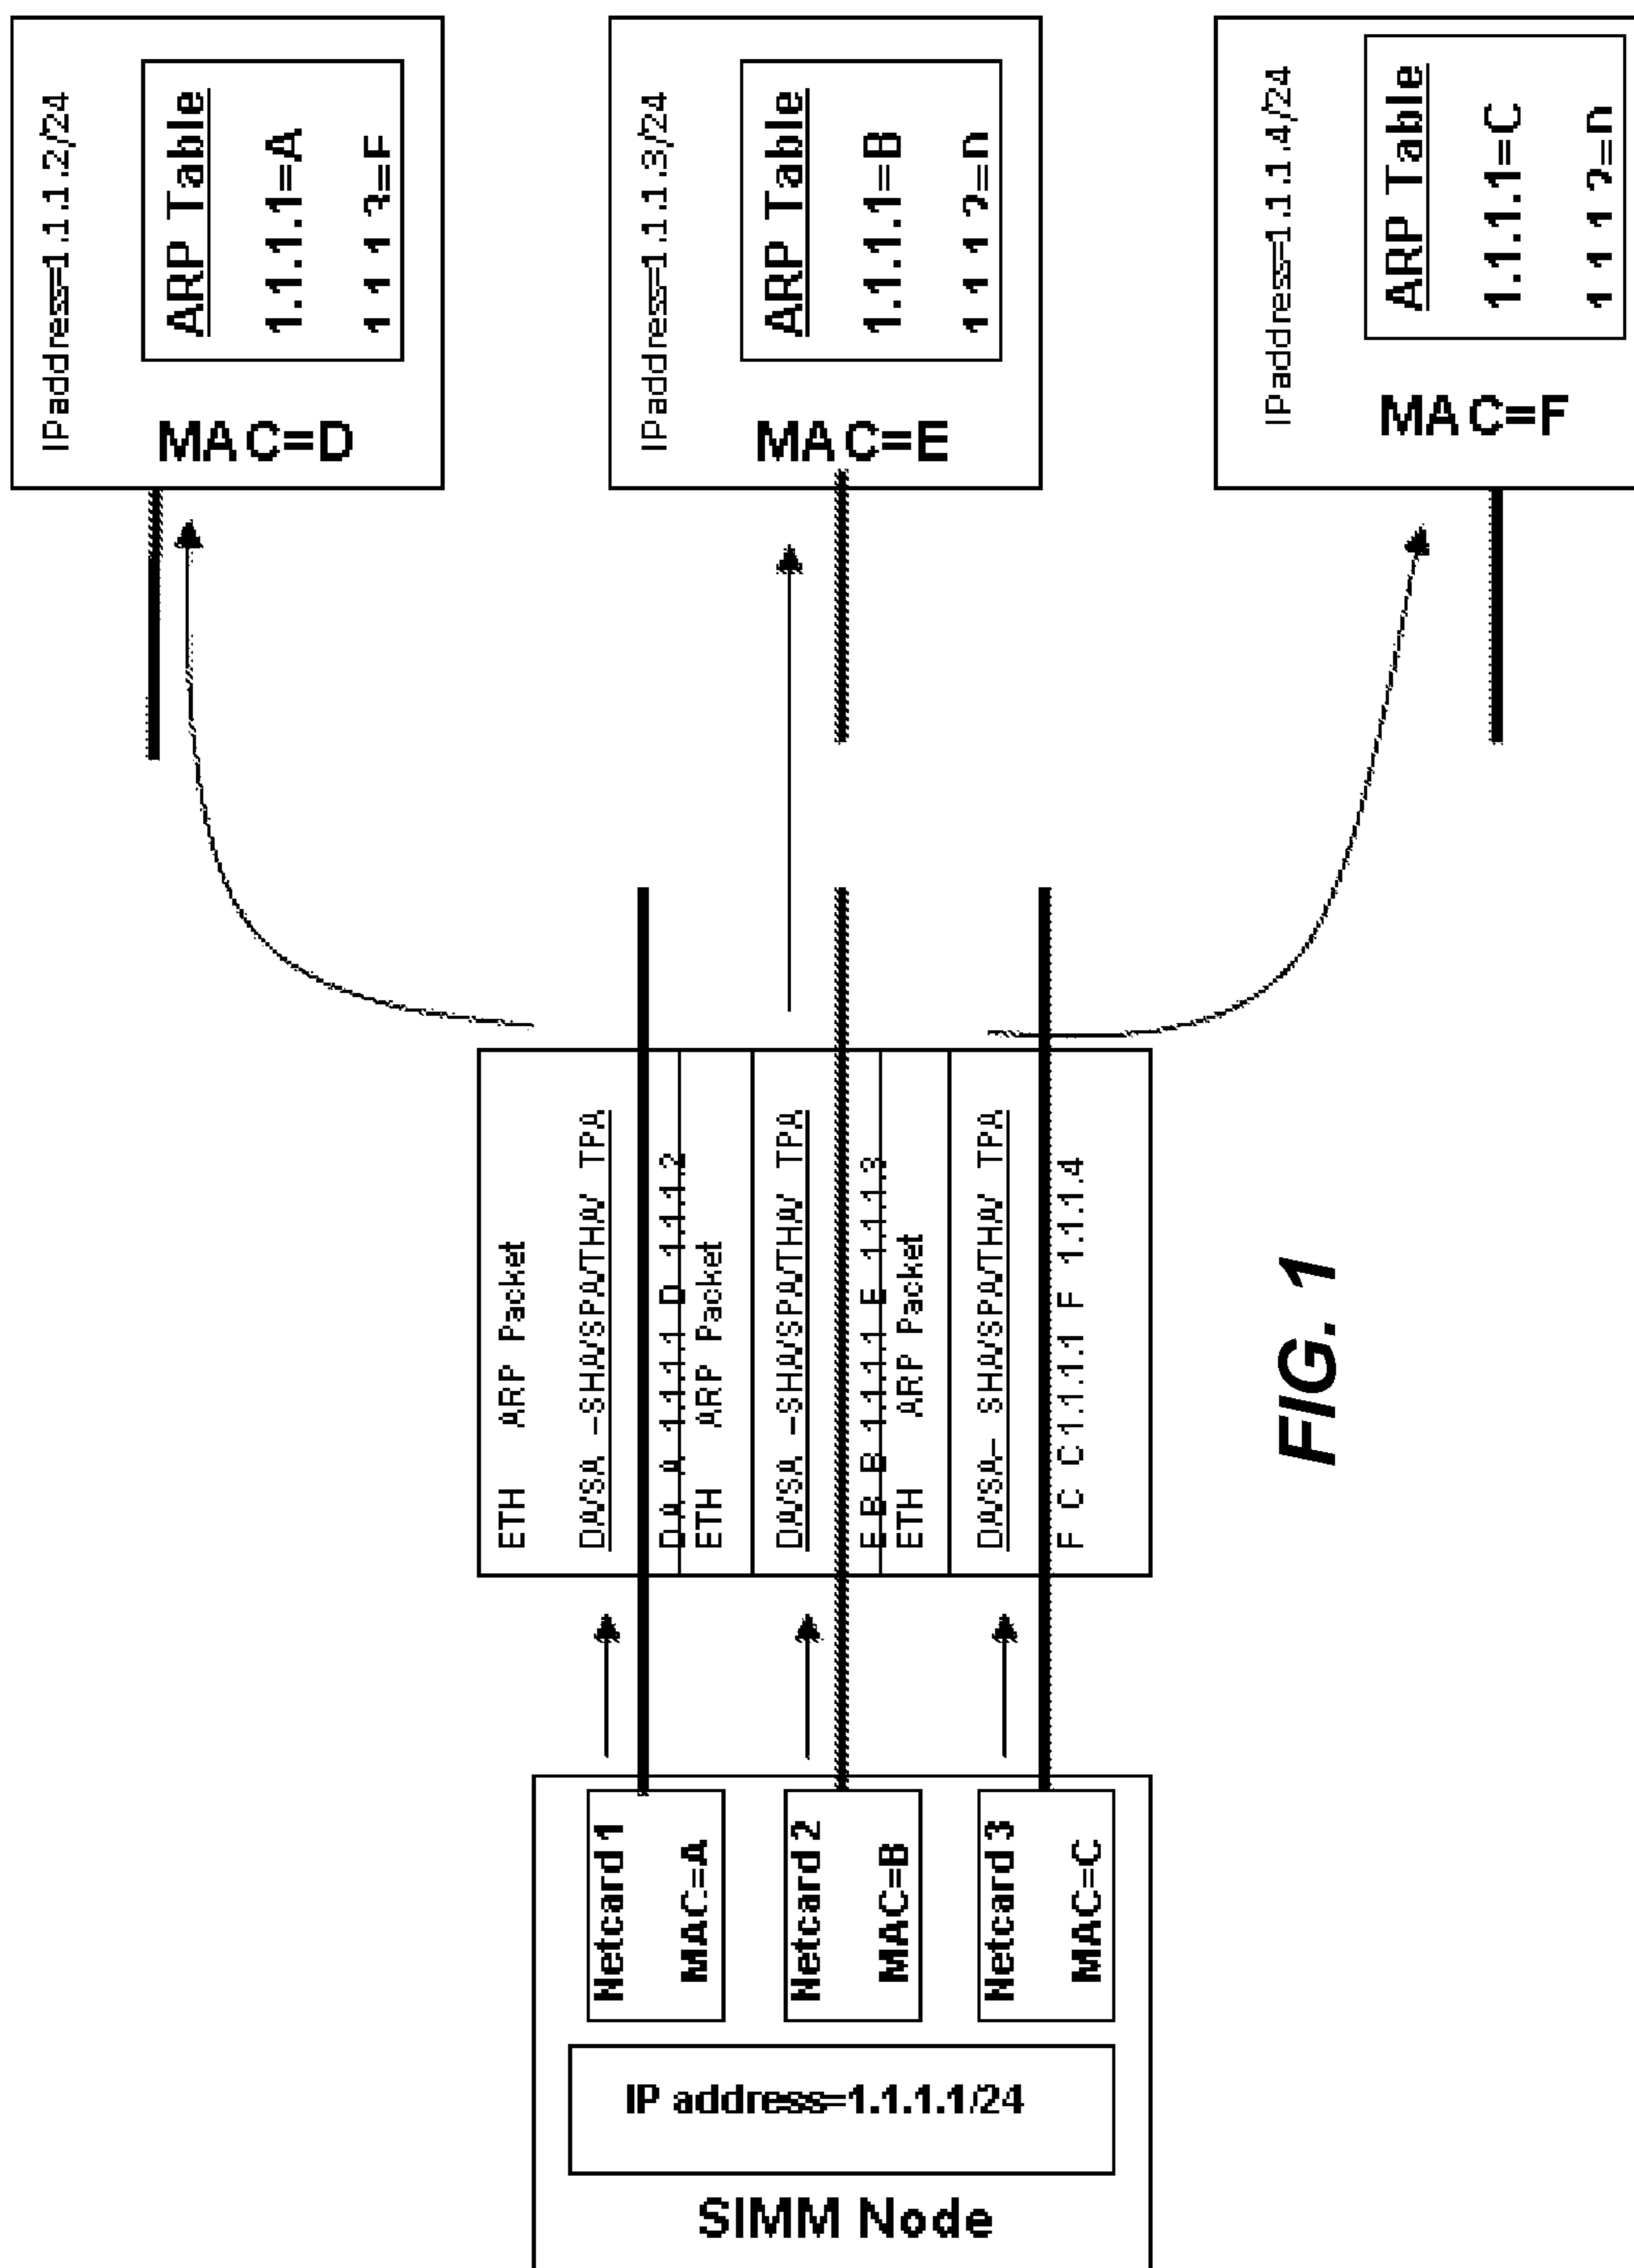 SIMM Node
IP address=1.1.1.1/24
Netcard 1
MAC=A
Netcard 2
MAC=B
Netcard 3
MAC=C
ETH ARP Packet
DA/SA -SHA/SPA/THA/ TPA
D A A 1.1.1.1 D 1.1.1.2
ETH ARP Packet
DA/SA -SHA/SPA/THA/ TPA
E B B 1.1.1.1 E 1.1.1.3
ETH ARP Packet
DA/SA- SHA/SPA/THA/ TPA
F C C 1.1.1.1 F 1.1.1.4
IPaddress=1.1.1.2/24
ARP Table
1.1.1.1=A
MAC=D
IPaddress=1.1.1.3/24
ARP Table
1.1.1.1=B
MAC=E
IPaddress=1.1.1.4/24
ARP Table
1.1.1.1=C
MAC=F
FIG. 1